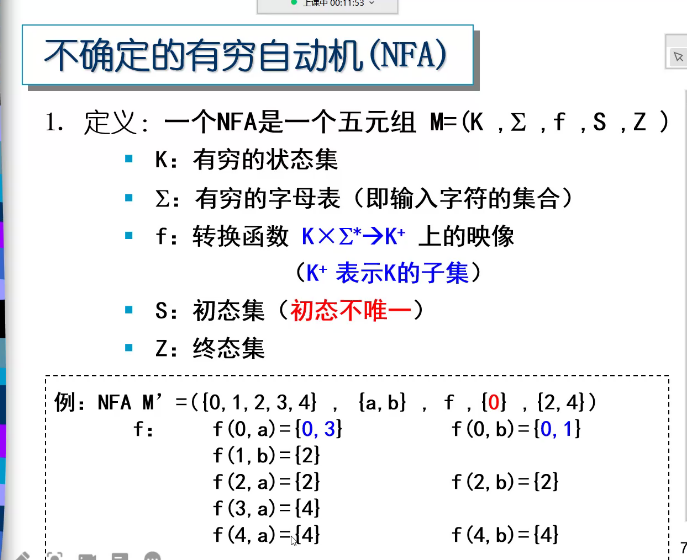 上课中 00:11:53
不确定的有穷自动机(NFA)
1. 定义: 一个NFA是一个五元组 M=(K ,Σ ,f ,S ,Z )
▪ K: 有穷的状态集
▪ Σ: 有穷的字母表（即输入字符的集合）
▪ f: 转换函数 K×Σ*→K⁺ 上的映像
（K⁺ 表示K的子集）
▪ S: 初态集（初态不唯一）
▪ Z: 终态集
例: NFA M’ =({0,1,2,3,4} , {a,b} , f ,{0} ,{2,4})
f: f(0,a)={0,3} f(0,b)={0,1}
f(1,b)={2}
f(2,a)={2} f(2,b)={2}
f(3,a)={4}
f(4,a)={4} f(4,b)={4}
7